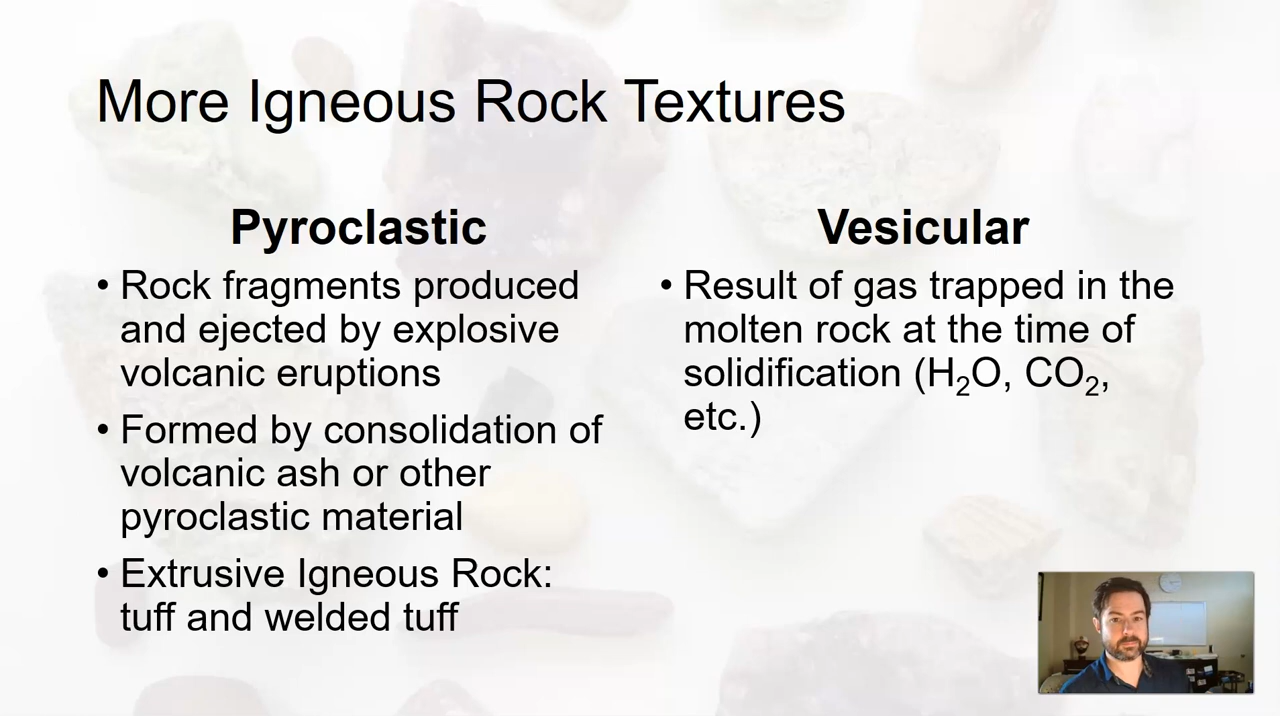 More Igneous Rock Textures
Pyroclastic
• Rock fragments produced
and ejected by explosive
volcanic eruptions
• Formed by consolidation of
volcanic ash or other
pyroclastic material
• Extrusive Igneous Rock:
tuff and welded tuff
Vesicular
• Result of gas trapped in the
molten rock at the time of
solidification (H₂O, CO₂,
etc.)